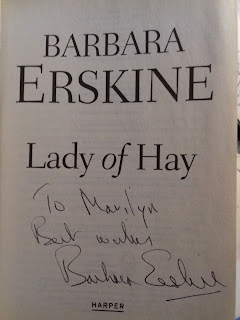 BARBARA
ERSKINE
Lady of Hay
To Marilyn
Best wishes
Barbara Erskine
HARPER